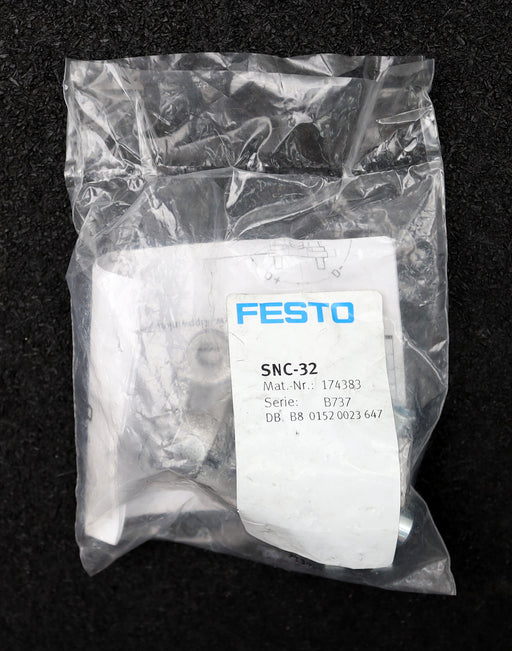 FESTO
SNC-32
Mat.-Nr.: 174383
Serie: B737
DB. B8 0152 0023 647